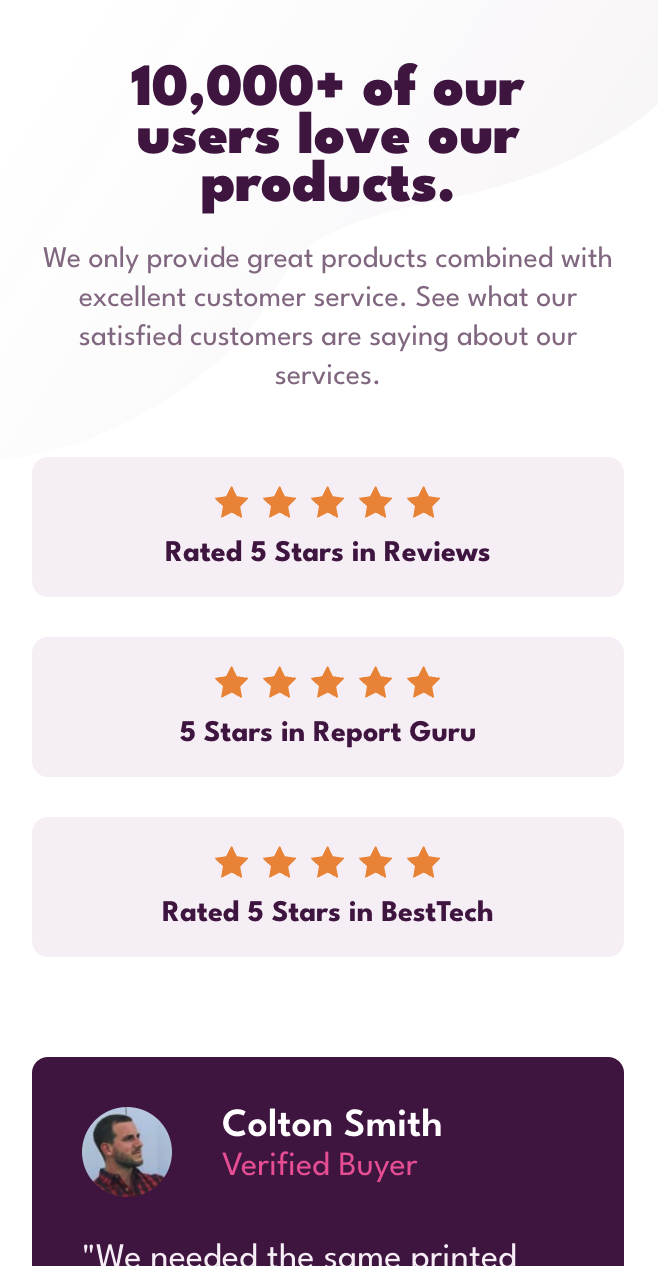 10,000+ of our
users love our
products.
We only provide great products combined with
excellent customer service. See what our
satisfied customers are saying about our
services.
Rated 5 Stars in Reviews
5 Stars in Report Guru
Rated 5 Stars in BestTech
Colton Smith
Verified Buyer
"We needed the same printed